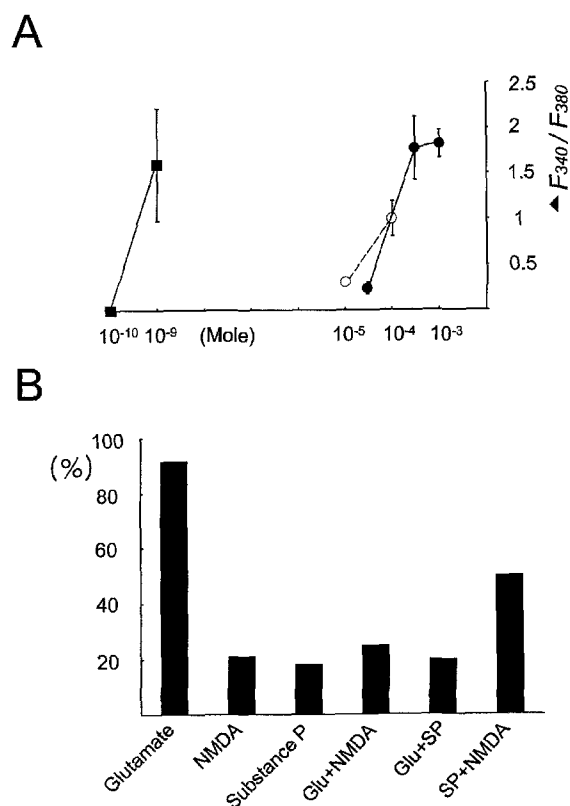 A
2.5
2
1.5
1
0.5
▲ F340 / F380
10-10 10-9 (Mole) 10-5 10-4 10-3
B
(%)
100
80
60
40
20
Glutamate
NMDA
Substance P
Glu+NMDA
Glu+SP
SP+NMDA